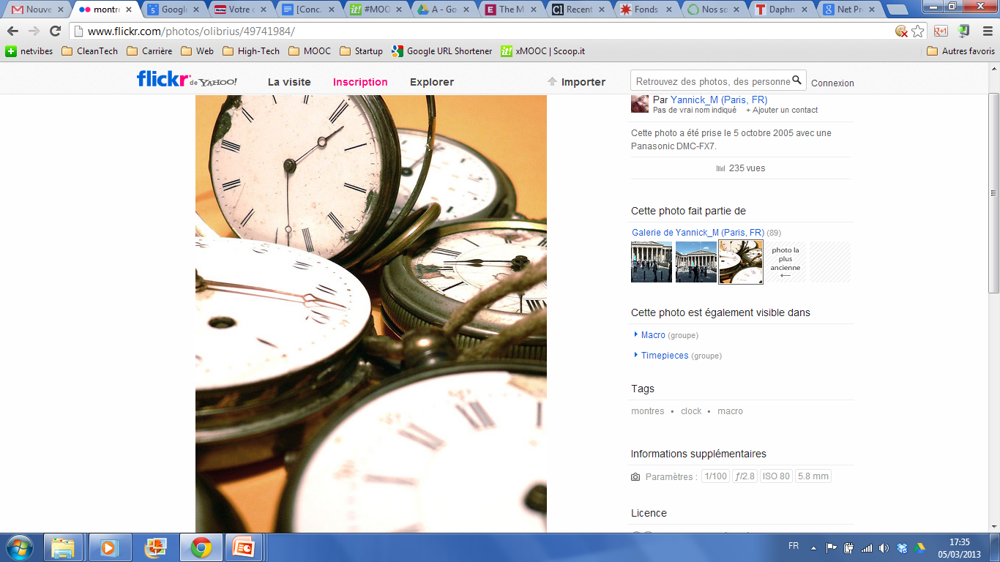 Nouve
montr
Google
Votre
[Conc
#MOO
A - Go
The M
Recent
Fonds
Nos so
Daphn
Net Pr
www.flickr.com/photos/olibrius/49741984/
netvibes CleanTech Carrière Web High-Tech MOOC Startup Google URL Shortener xMOOC | Scoop.it Autres favoris
flickr de YAHOO! La visite Inscription Explorer Importer Retrouvez des photos, des personne Connexion
Par Yannick_M (Paris, FR)
Pas de vrai nom indiqué + Ajouter un contact
Cette photo a été prise le 5 octobre 2005 avec une
Panasonic DMC-FX7.
235 vues
Cette photo fait partie de
Galerie de Yannick_M (Paris, FR) (89)
photo la
plus
ancienne
Cette photo est également visible dans
Macro (groupe)
Timepieces (groupe)
Tags
montres • clock • macro
Informations supplémentaires
Paramètres : 1/100 ƒ/2.8 ISO 80 5.8 mm
Licence
FR
17:35
05/03/2013